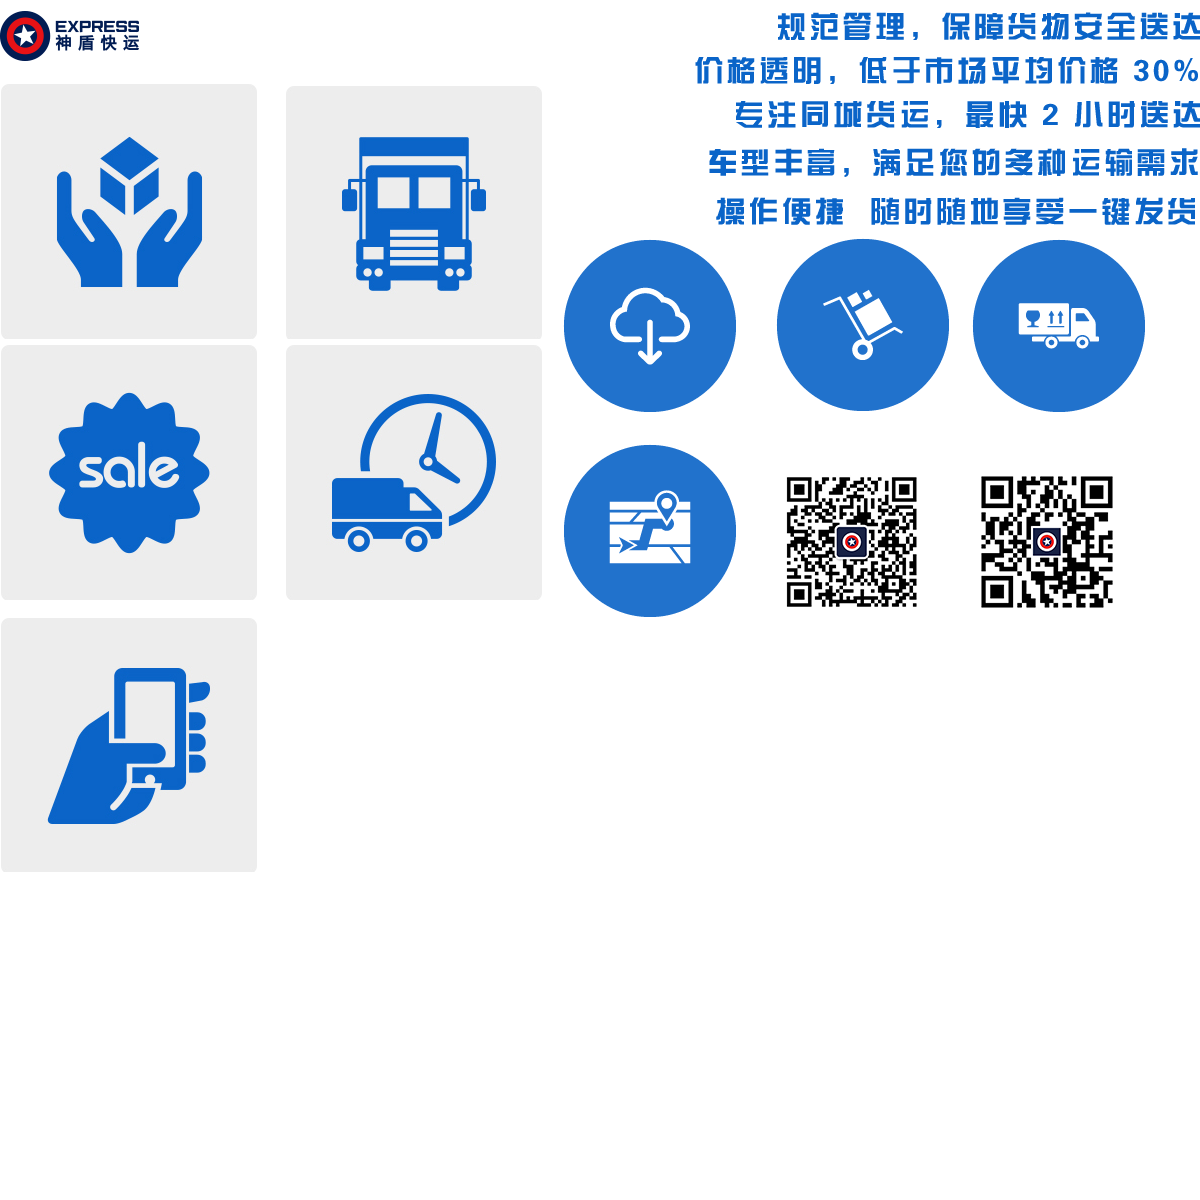 EXPRESS
神盾快运
规范管理，保障货物安全送达
价格透明，低于市场平均价格 30%
专注同城货运，最快 2 小时送达
车型丰富，满足您的多种运输需求
操作便捷 随时随地享受一键发货
sale